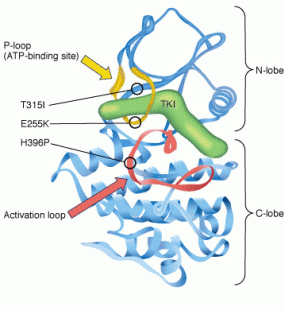 P-loop
(ATP-binding site)
N-lobe
T315I
TKI
E255K
H396P
Activation loop
C-lobe